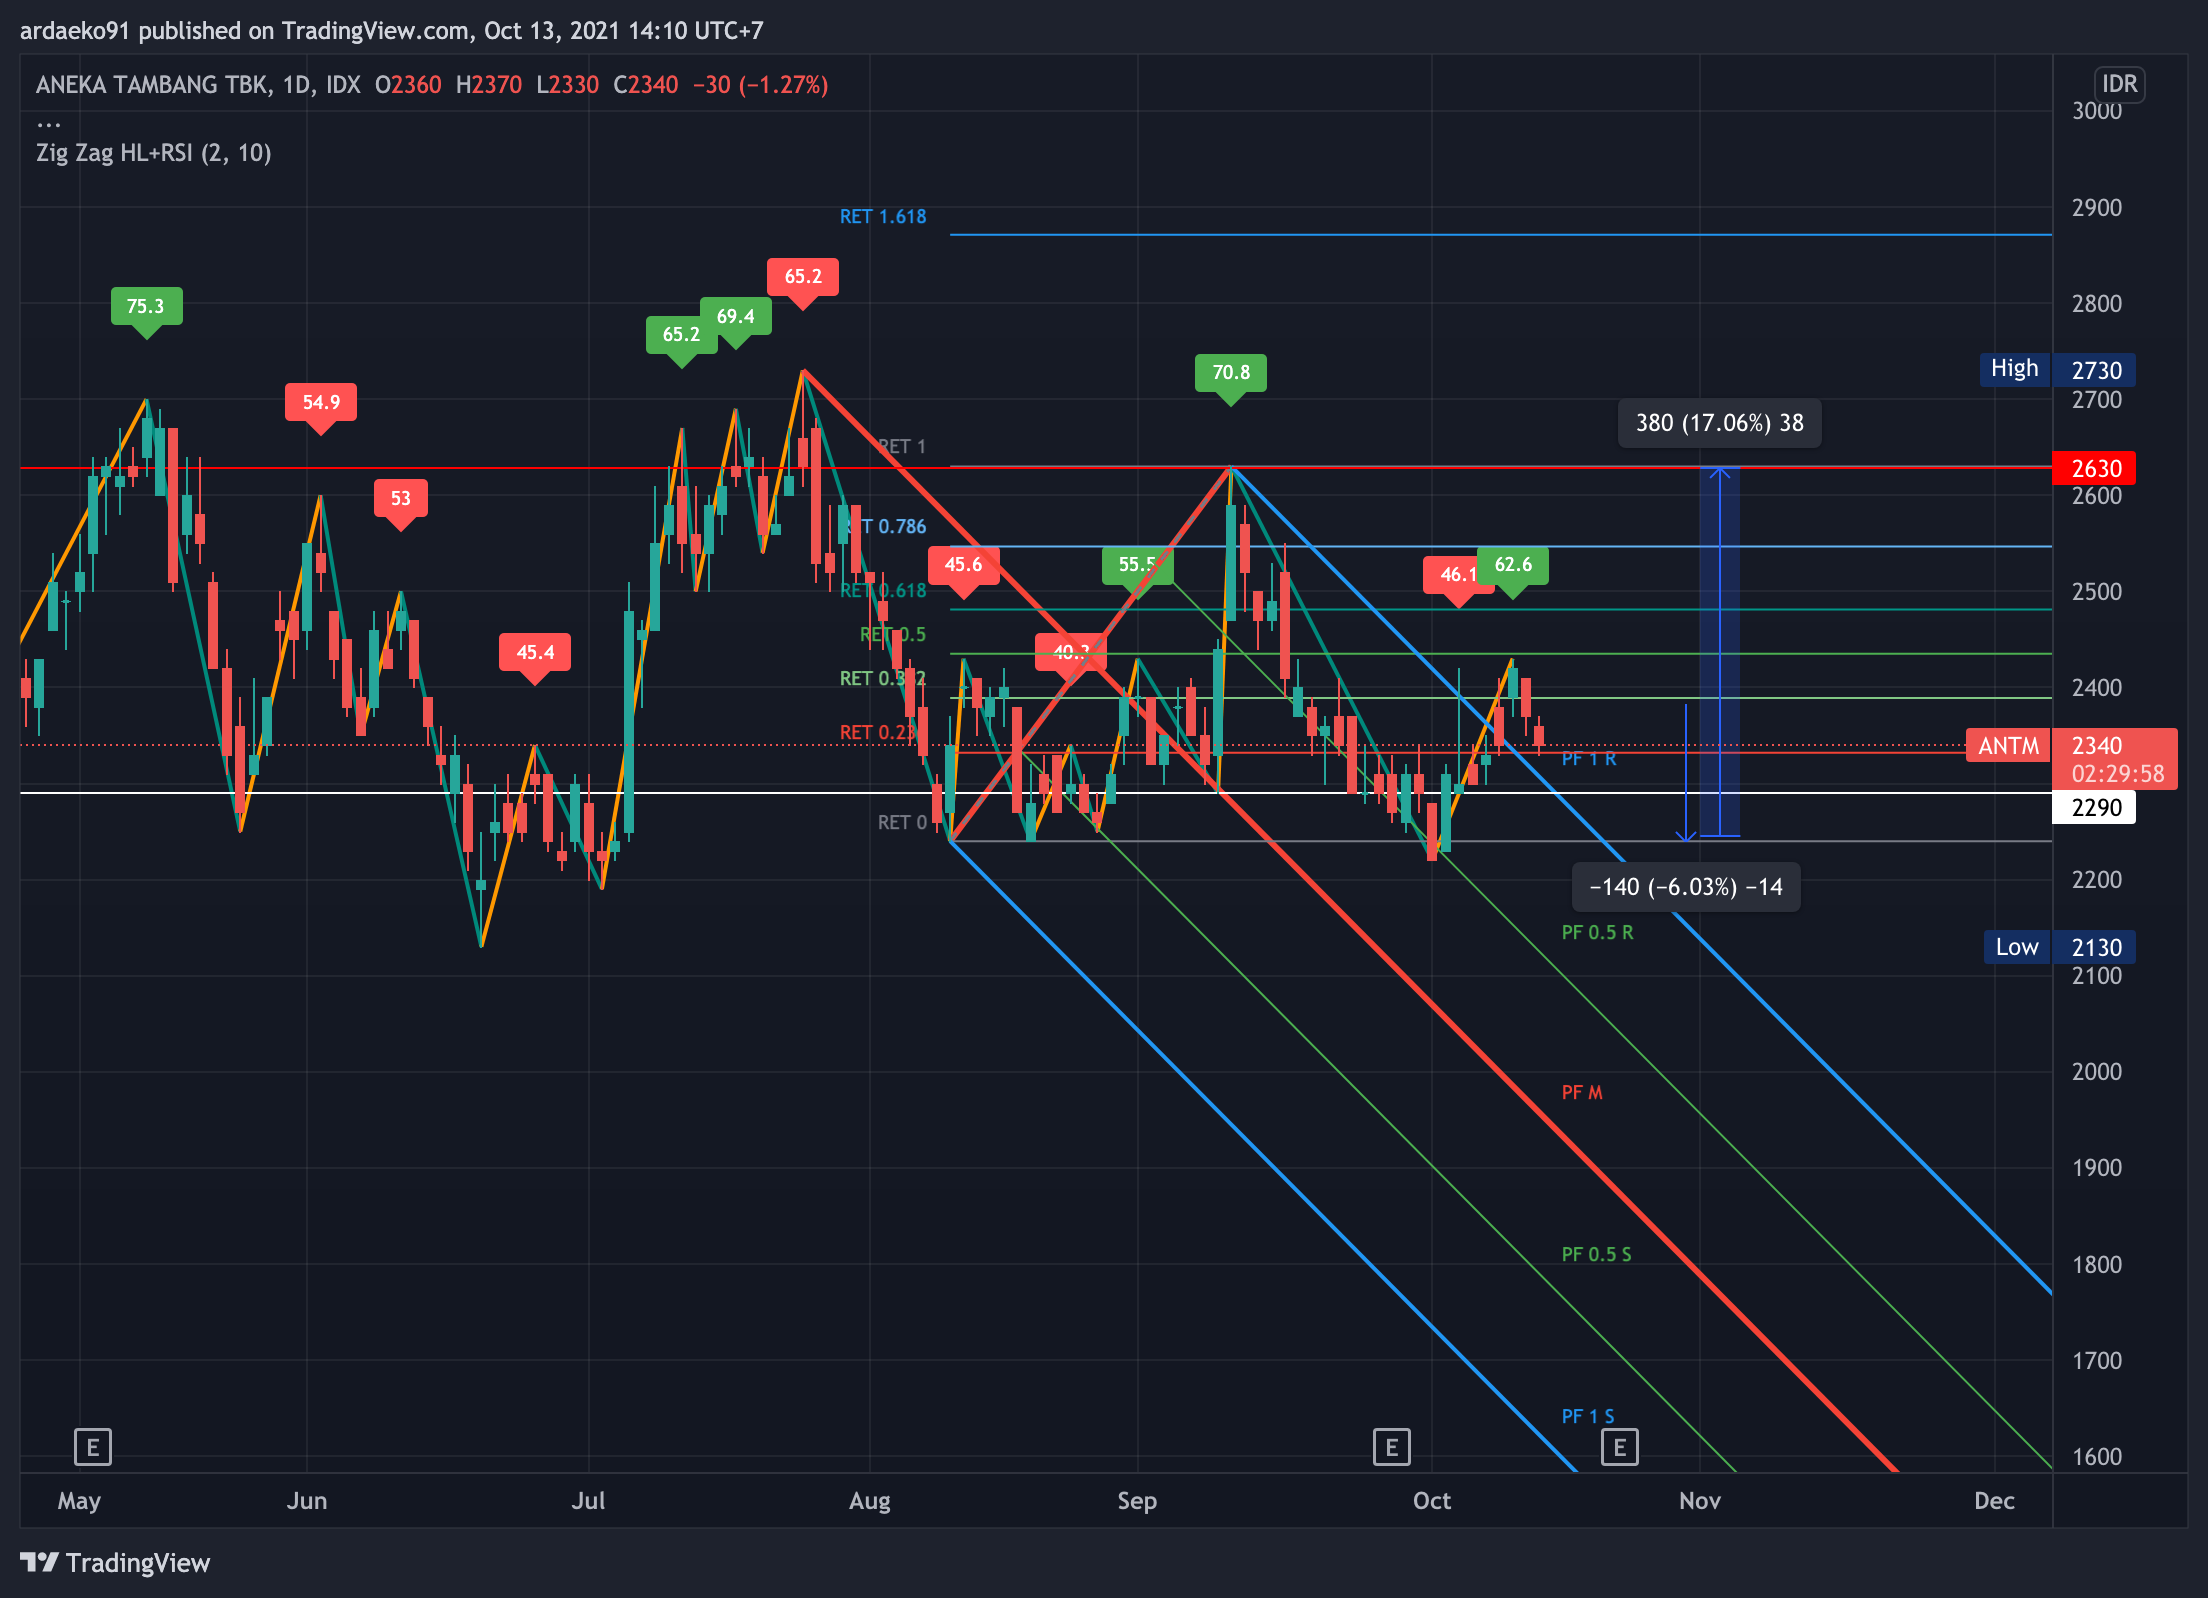 ardaeko91 published on TradingView.com, Oct 13, 2021 14:10 UTC+7
ANEKA TAMBANG TBK, 1D, IDX O2360 H2370 L2330 C2340 −30 (−1.27%)
...
Zig Zag HL+RSI (2, 10)
IDR
3000
2900
2800
High 2730
2700
2630
2600
2500
2400
ANTM 2340
02:29:58
2290
2200
Low 2130
2100
2000
1900
1800
1700
1600
RET 1.618
RET 1
RET 0.786
RET 0.618
RET 0.5
RET 0.382
RET 0.23
RET 0
75.3
54.9
53
45.4
65.2
69.4
65.2
45.6
40.3
55.5
70.8
46.1
62.6
380 (17.06%) 38
−140 (−6.03%) −14
PF 1 R
PF 0.5 R
PF M
PF 0.5 S
PF 1 S
E
E
E
May Jun Jul Aug Sep Oct Nov Dec
TradingView